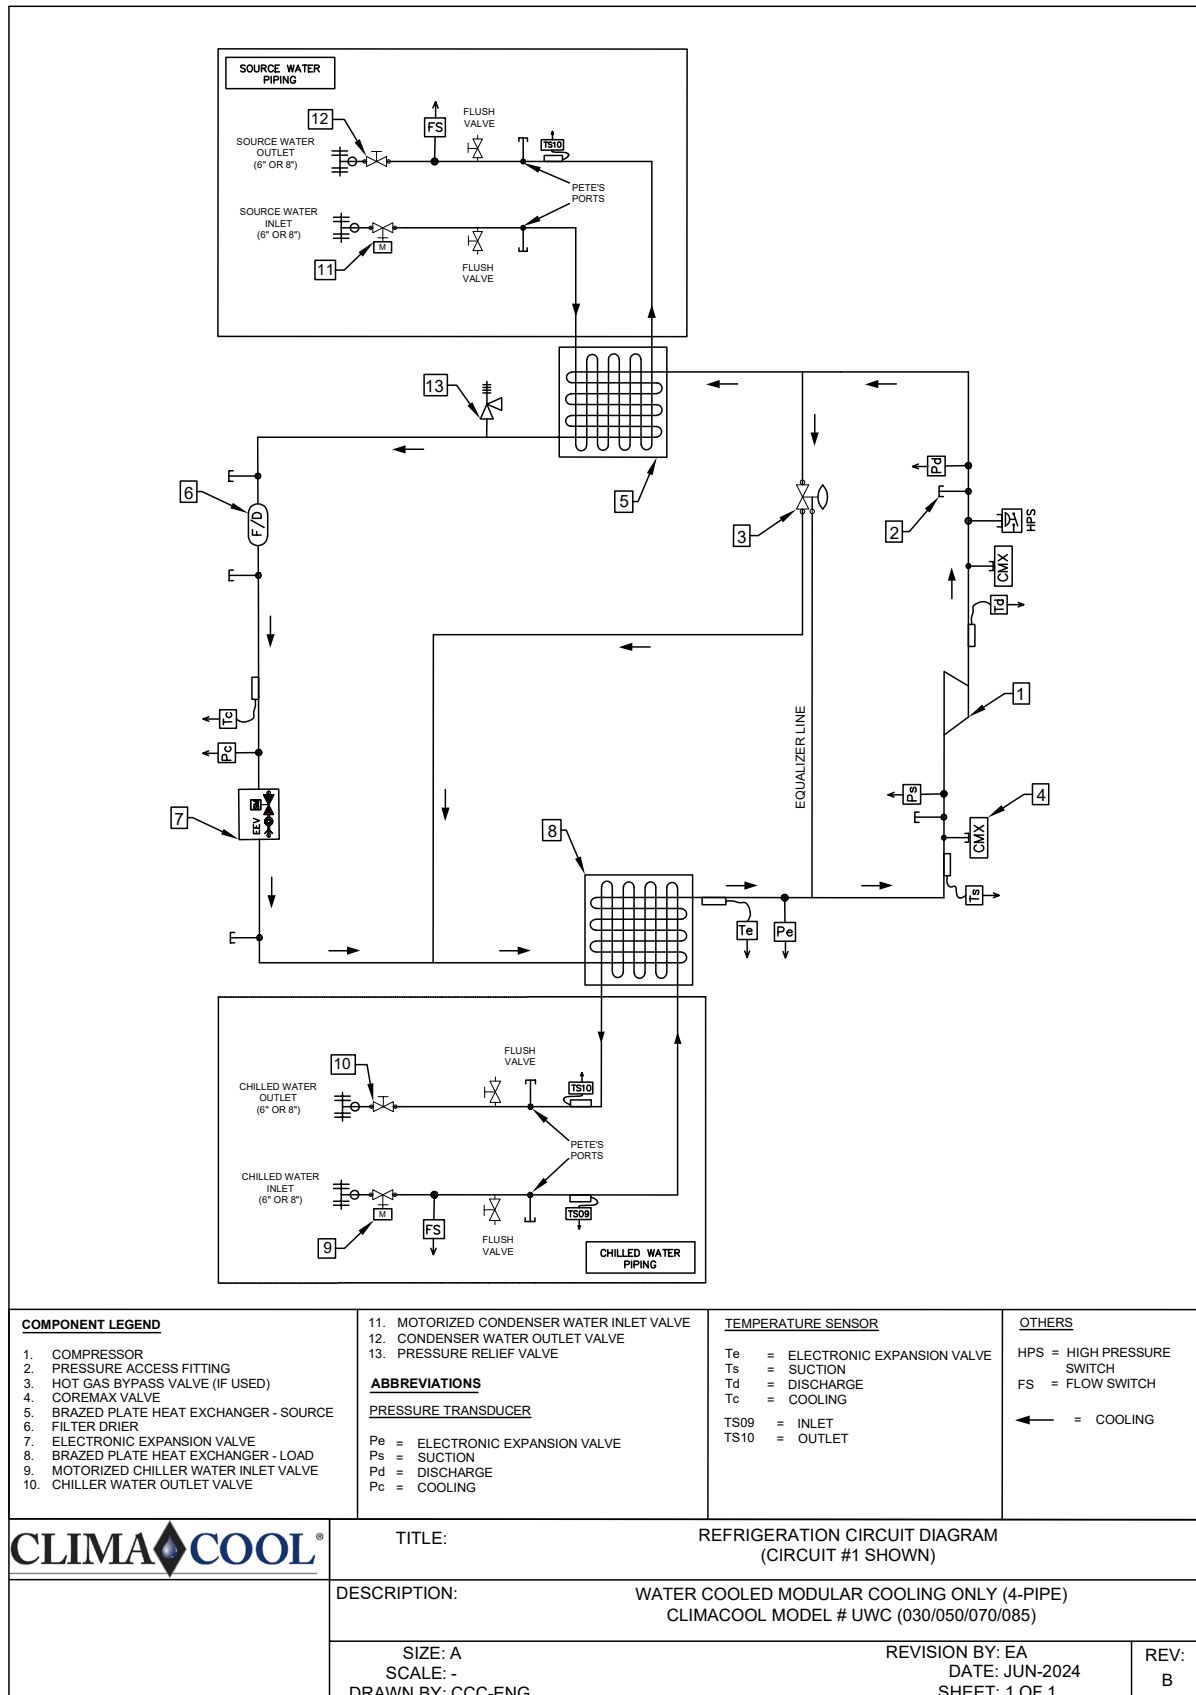 SOURCE WATER
PIPING
12
FS
FLUSH
VALVE
TS10
SOURCE WATER
OUTLET
(6" OR 8")
PETE'S
PORTS
SOURCE WATER
INLET
(6" OR 8")
M
11
FLUSH
VALVE
13
5
6
F/D
3
Pd
2
HPS
CMX
Td
1
Tc
Pc
EQUALIZER LINE
EEV
7
Ps
4
CMX
8
Te
Pe
Ts
10
FLUSH
VALVE
TS10
CHILLED WATER
OUTLET
(6" OR 8")
PETE'S
PORTS
CHILLED WATER
INLET
(6" OR 8")
M
9
FS
FLUSH
VALVE
TS09
CHILLED WATER
PIPING
COMPONENT LEGEND
1. COMPRESSOR
2. PRESSURE ACCESS FITTING
3. HOT GAS BYPASS VALVE (IF USED)
4. COREMAX VALVE
5. BRAZED PLATE HEAT EXCHANGER - SOURCE
6. FILTER DRIER
7. ELECTRONIC EXPANSION VALVE
8. BRAZED PLATE HEAT EXCHANGER - LOAD
9. MOTORIZED CHILLER WATER INLET VALVE
10. CHILLER WATER OUTLET VALVE
11. MOTORIZED CONDENSER WATER INLET VALVE
12. CONDENSER WATER OUTLET VALVE
13. PRESSURE RELIEF VALVE
ABBREVIATIONS
PRESSURE TRANSDUCER
Pe = ELECTRONIC EXPANSION VALVE
Ps = SUCTION
Pd = DISCHARGE
Pc = COOLING
TEMPERATURE SENSOR
Te = ELECTRONIC EXPANSION VALVE
Ts = SUCTION
Td = DISCHARGE
Tc = COOLING
TS09 = INLET
TS10 = OUTLET
OTHERS
HPS = HIGH PRESSURE
SWITCH
FS = FLOW SWITCH
= COOLING
CLIMACOOL®
TITLE: REFRIGERATION CIRCUIT DIAGRAM
(CIRCUIT #1 SHOWN)
DESCRIPTION: WATER COOLED MODULAR COOLING ONLY (4-PIPE)
CLIMACOOL MODEL # UWC (030/050/070/085)
SIZE: A
SCALE: -
DRAWN BY: CCC-ENG
REVISION BY: EA
DATE: JUN-2024
SHEET: 1 OF 1
REV:
B